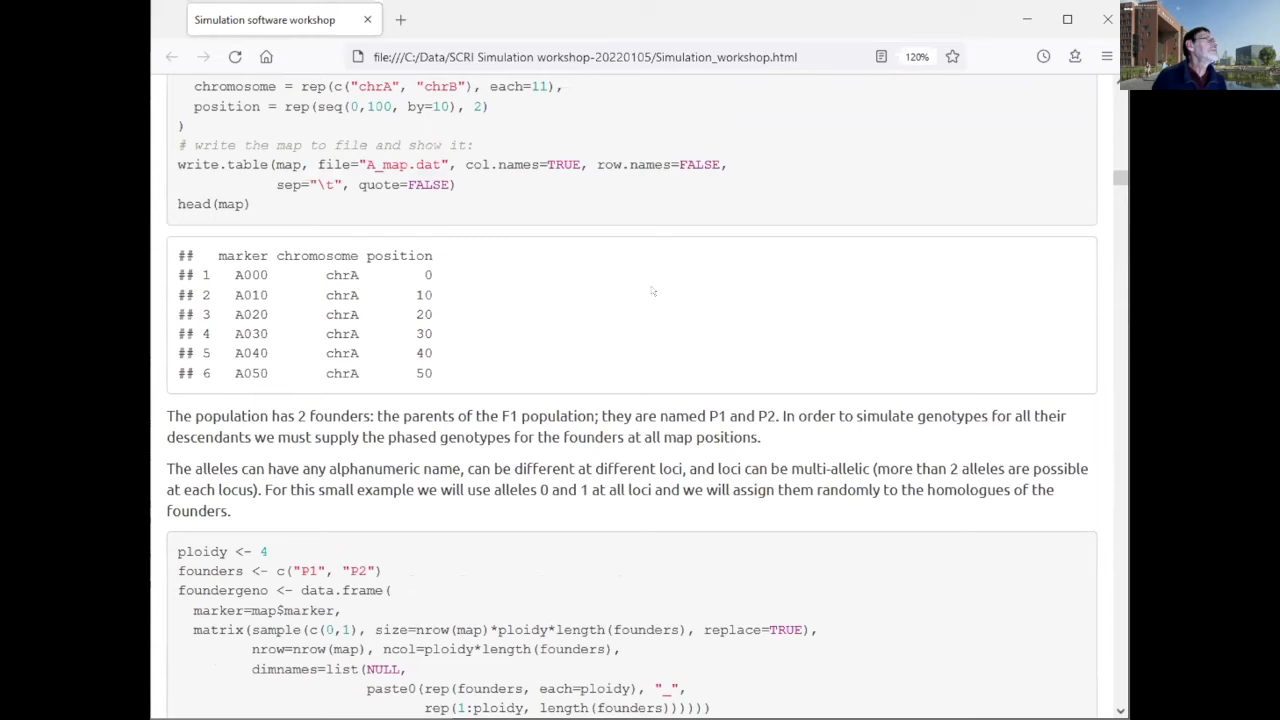 Simulation software workshop
file:///C:/Data/SCRI Simulation workshop-20220105/Simulation_workshop.html
120%
chromosome = rep(c("chrA", "chrB"), each=11),
position = rep(seq(0,100, by=10), 2)
)
# write the map to file and show it:
write.table(map, file="A_map.dat", col.names=TRUE, row.names=FALSE,
sep="\t", quote=FALSE)
head(map)
## marker chromosome position
## 1 A000 chrA 0
## 2 A010 chrA 10
## 3 A020 chrA 20
## 4 A030 chrA 30
## 5 A040 chrA 40
## 6 A050 chrA 50
The population has 2 founders: the parents of the F1 population; they are named P1 and P2. In order to simulate genotypes for all their
descendants we must supply the phased genotypes for the founders at all map positions.
The alleles can have any alphanumeric name, can be different at different loci, and loci can be multi-allelic (more than 2 alleles are possible
at each locus). For this small example we will use alleles 0 and 1 at all loci and we will assign them randomly to the homologues of the
founders.
ploidy <- 4
founders <- c("P1", "P2")
foundergeno <- data.frame(
marker=map$marker,
matrix(sample(c(0,1), size=nrow(map)*ploidy*length(founders), replace=TRUE),
nrow=nrow(map), ncol=ploidy*length(founders),
dimnames=list(NULL,
paste0(rep(founders, each=ploidy), "_",
rep(1:ploidy, length(founders))))))